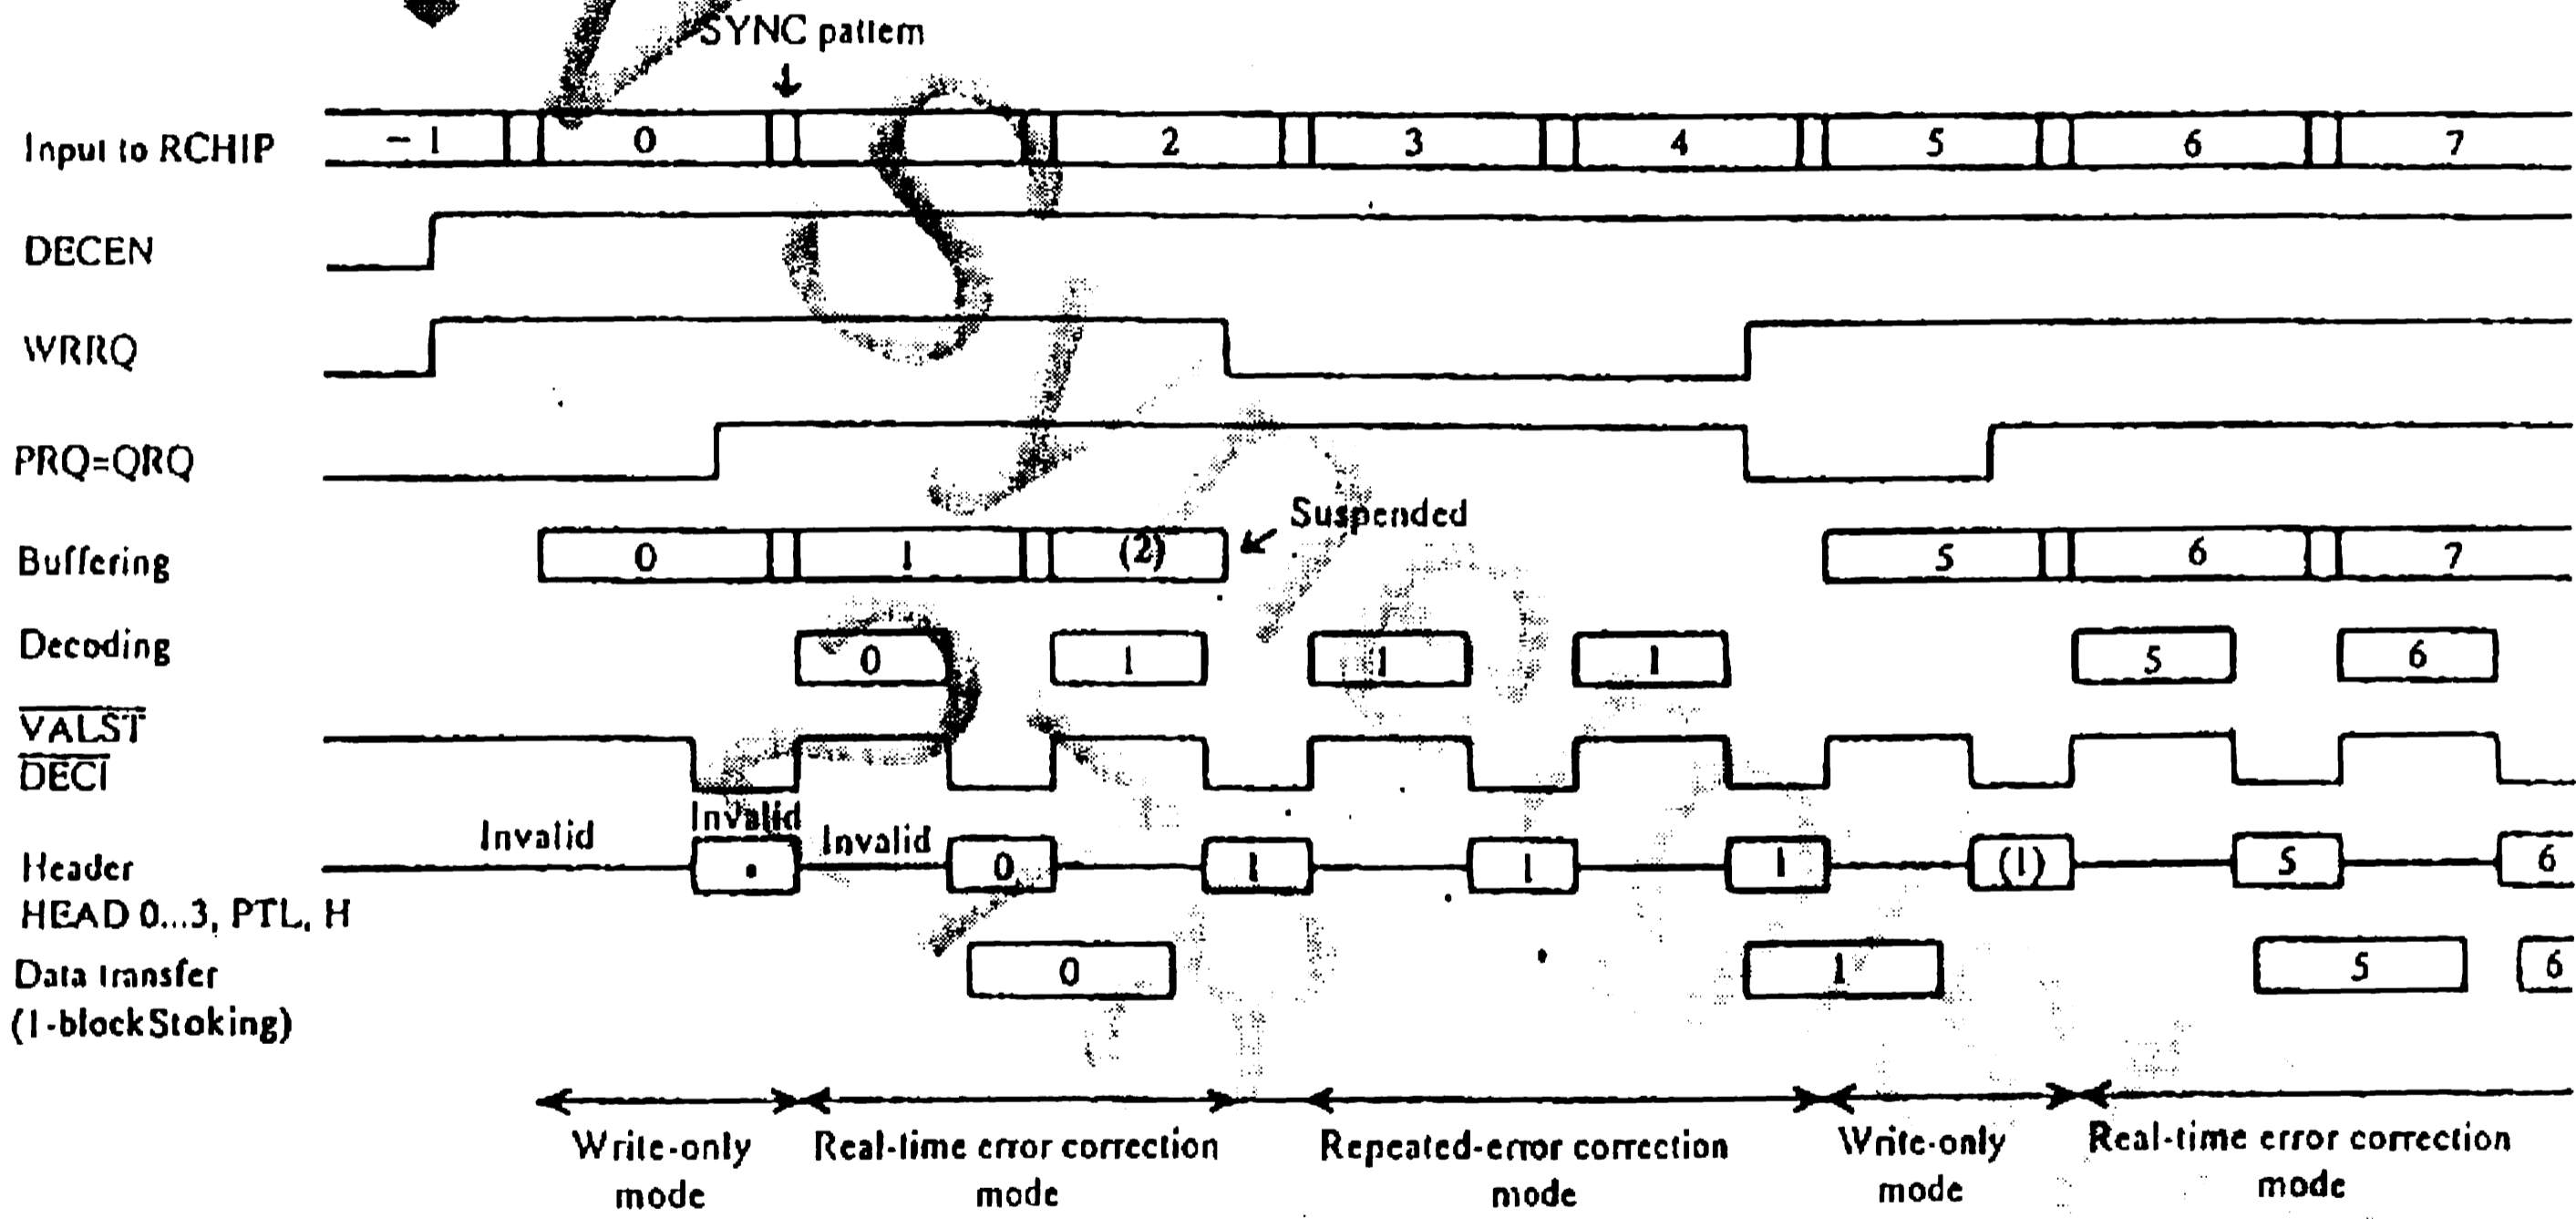 SYNC pattem
Input to RCHIP -1 0 2 3 4 5 6 7
DECEN
WRRQ
PRQ=QRQ
Suspended
Buffering 0 1 (2) 5 6 7
Decoding 0 1 1 1 5 6
VALST
DECI
Invalid Invalid Invalid
Header 0 1 1 1 (1) 5 6
HEAD 0...3, PTL, H
Data transfer 0 1 5 6
(1-blockStoking)
Write-only Real-time error correction Repeated-error correction Write-only Real-time error correction
mode mode mode mode mode